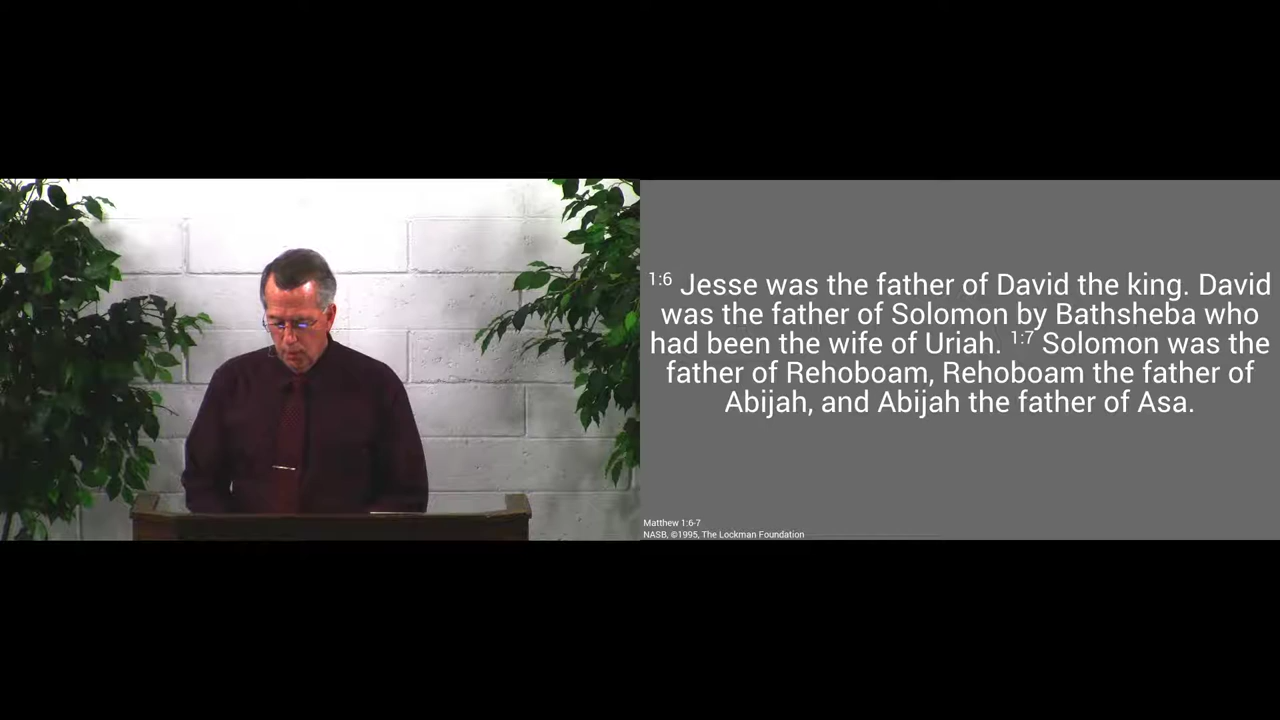 1:6 Jesse was the father of David the king. David
was the father of Solomon by Bathsheba who
had been the wife of Uriah. 1:7 Solomon was the
father of Rehoboam, Rehoboam the father of
Abijah, and Abijah the father of Asa.
Matthew 1:6-7
NASB, ©1995, The Lockman Foundation